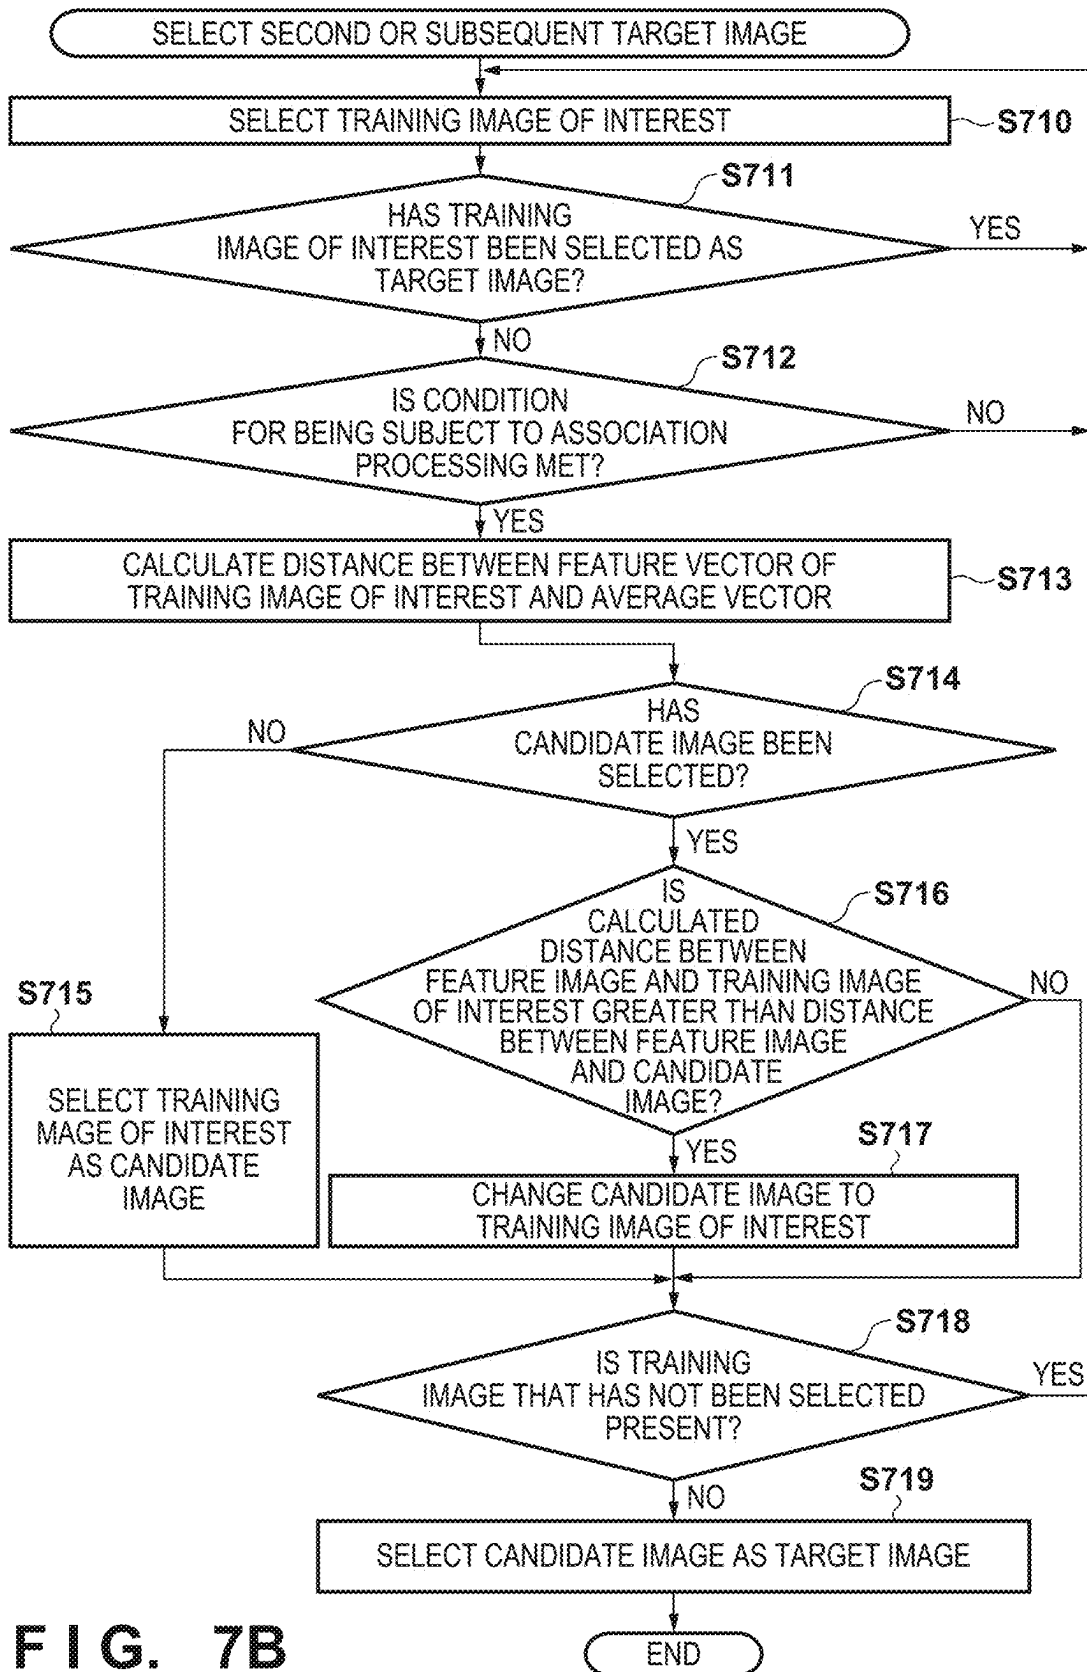 SELECT SECOND OR SUBSEQUENT TARGET IMAGE
SELECT TRAINING IMAGE OF INTEREST
S710
S711
HAS TRAINING
IMAGE OF INTEREST BEEN SELECTED AS
TARGET IMAGE?
YES
NO
S712
IS CONDITION
FOR BEING SUBJECT TO ASSOCIATION
PROCESSING MET?
NO
YES
CALCULATE DISTANCE BETWEEN FEATURE VECTOR OF
TRAINING IMAGE OF INTEREST AND AVERAGE VECTOR
S713
S714
HAS
CANDIDATE IMAGE BEEN
SELECTED?
NO
YES
S716
IS
CALCULATED
DISTANCE BETWEEN
FEATURE IMAGE AND TRAINING IMAGE
OF INTEREST GREATER THAN DISTANCE
BETWEEN FEATURE IMAGE
AND CANDIDATE
IMAGE?
NO
YES
S715
SELECT TRAINING
MAGE OF INTEREST
AS CANDIDATE
IMAGE
S717
CHANGE CANDIDATE IMAGE TO
TRAINING IMAGE OF INTEREST
S718
IS TRAINING
IMAGE THAT HAS NOT BEEN SELECTED
PRESENT?
YES
NO
S719
SELECT CANDIDATE IMAGE AS TARGET IMAGE
END
FIG. 7B